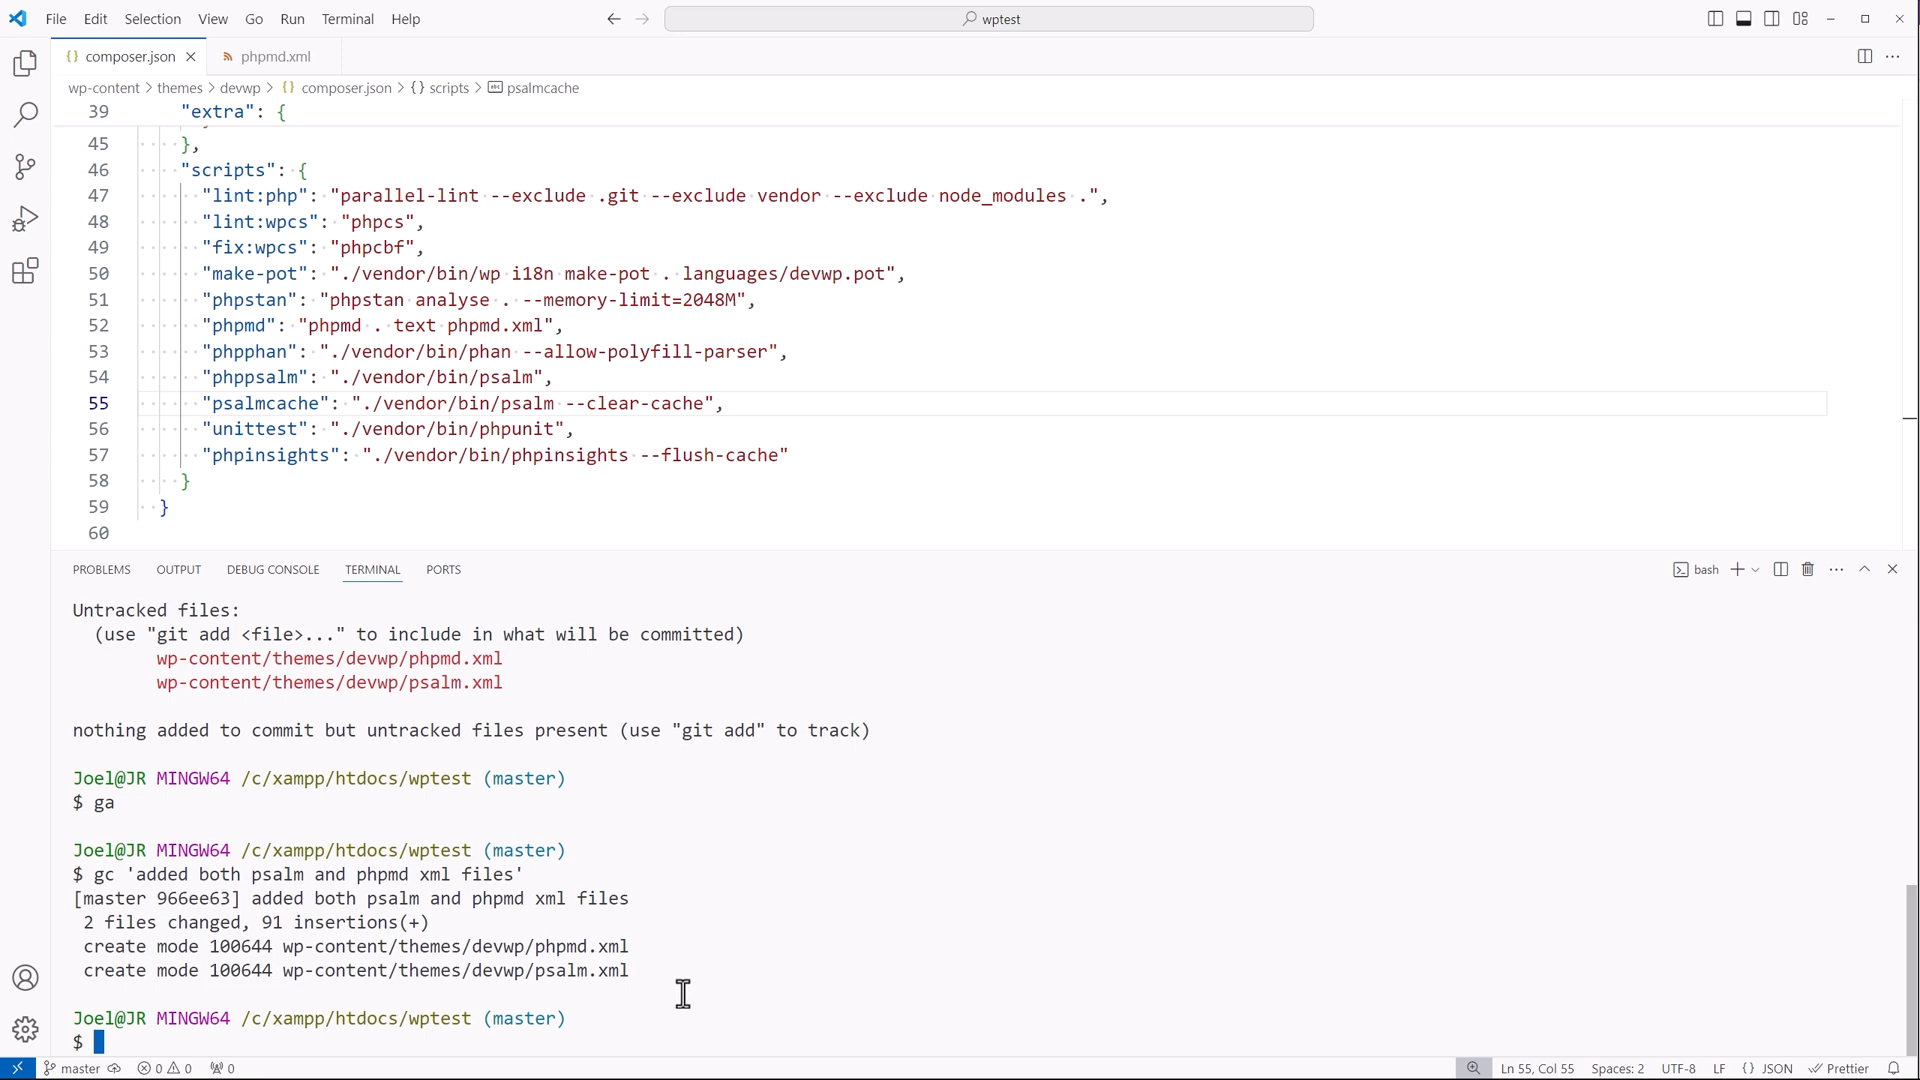 File Edit Selection View Go Run Terminal Help
wptest
composer.json
phpmd.xml
wp-content > themes > devwp > {} composer.json > {} scripts > psalmcache
39 "extra": {
45 },
46 "scripts": {
47 "lint:php": "parallel-lint --exclude .git --exclude vendor --exclude node_modules .",
48 "lint:wpcs": "phpcs",
49 "fix:wpcs": "phpcbf",
50 "make-pot": "./vendor/bin/wp i18n make-pot . languages/devwp.pot",
51 "phpstan": "phpstan analyse . --memory-limit=2048M",
52 "phpmd": "phpmd . text phpmd.xml",
53 "phpphan": "./vendor/bin/phan --allow-polyfill-parser",
54 "phppsalm": "./vendor/bin/psalm",
55 "psalmcache": "./vendor/bin/psalm --clear-cache",
56 "unittest": "./vendor/bin/phpunit",
57 "phpinsights": "./vendor/bin/phpinsights --flush-cache"
58 }
59 }
60
PROBLEMS OUTPUT DEBUG CONSOLE TERMINAL PORTS
bash
Untracked files:
(use "git add <file>..." to include in what will be committed)
wp-content/themes/devwp/phpmd.xml
wp-content/themes/devwp/psalm.xml
nothing added to commit but untracked files present (use "git add" to track)
Joel@JR MINGW64 /c/xampp/htdocs/wptest (master)
$ ga
Joel@JR MINGW64 /c/xampp/htdocs/wptest (master)
$ gc 'added both psalm and phpmd xml files'
[master 966ee63] added both psalm and phpmd xml files
2 files changed, 91 insertions(+)
create mode 100644 wp-content/themes/devwp/phpmd.xml
create mode 100644 wp-content/themes/devwp/psalm.xml
Joel@JR MINGW64 /c/xampp/htdocs/wptest (master)
$
master 0 0 0 Ln 55, Col 55 Spaces: 2 UTF-8 LF {} JSON Prettier